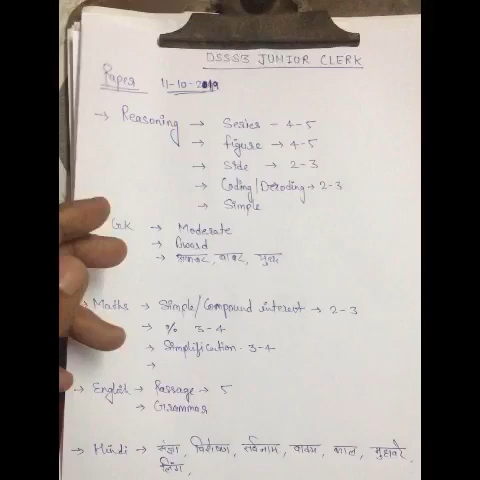 DSSSB JUNIOR CLERK
Paper 11-10-2019
→ Reasoning → Series - 4-5
→ figure → 4-5
→ Side → 2-3
→ Coding/Decoding → 2-3
→ Simple
GK → Moderate
→ Award
→ बाबर,
→ Maths → Simple/Compound interest → 2-3
→ % 3-4
→ Simplification - 3-4
→
→ English → Passage → 5
→ Grammar
→ Hindi → संज्ञा, विशेषण, सर्वनाम, वाक्य, काल, मुहावरे,
लिंग,